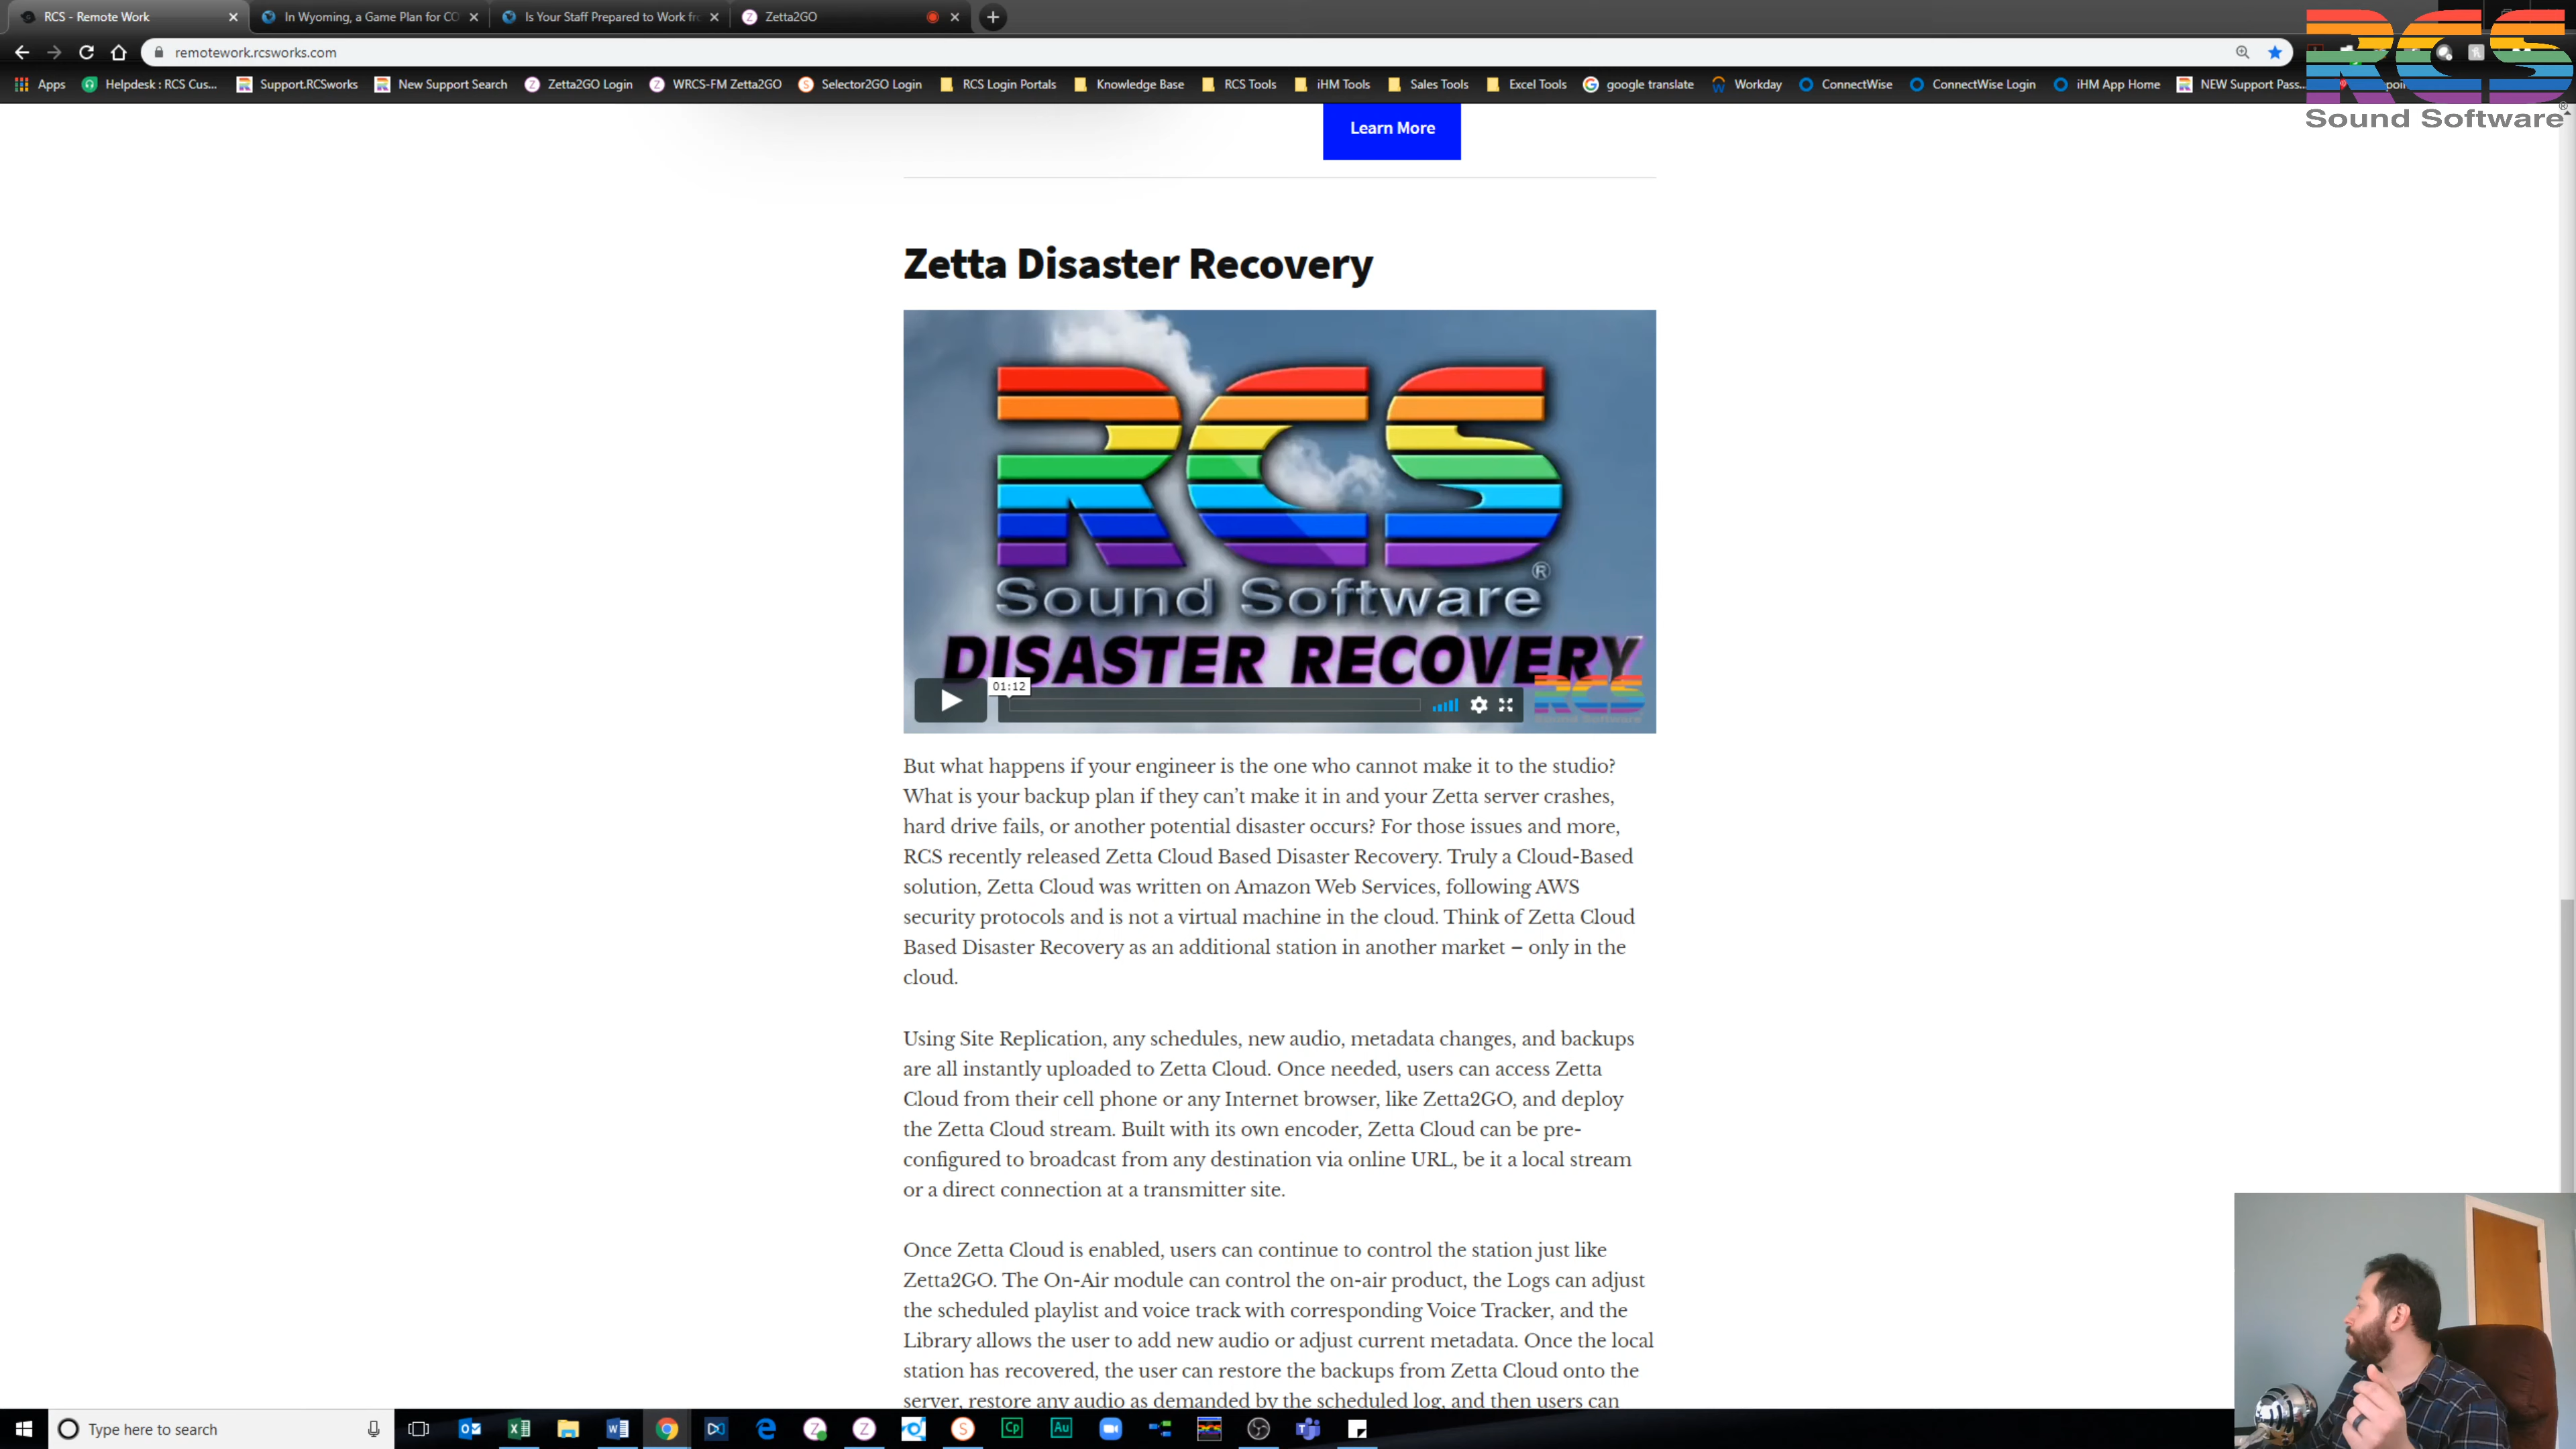 RCS - Remote Work
In Wyoming, a Game Plan for CO
Is Your Staff Prepared to Work fr
Zetta2GO
remotework.rcsworks.com
Apps
Helpdesk : RCS Cus...
Support.RCSworks
New Support Search
Zetta2GO Login
WRCS-FM Zetta2GO
Selector2GO Login
RCS Login Portals
Knowledge Base
RCS Tools
iHM Tools
Sales Tools
Excel Tools
google translate
Workday
ConnectWise
ConnectWise Login
iHM App Home
NEW Support Pass...
RCS
Sound Software®
Learn More
Zetta Disaster Recovery
RCS
®
Sound Software
DISASTER RECOVERY
01:12
RCS
Sound Software
But what happens if your engineer is the one who cannot make it to the studio?
What is your backup plan if they can’t make it in and your Zetta server crashes,
hard drive fails, or another potential disaster occurs? For those issues and more,
RCS recently released Zetta Cloud Based Disaster Recovery. Truly a Cloud-Based
solution, Zetta Cloud was written on Amazon Web Services, following AWS
security protocols and is not a virtual machine in the cloud. Think of Zetta Cloud
Based Disaster Recovery as an additional station in another market – only in the
cloud.
Using Site Replication, any schedules, new audio, metadata changes, and backups
are all instantly uploaded to Zetta Cloud. Once needed, users can access Zetta
Cloud from their cell phone or any Internet browser, like Zetta2GO, and deploy
the Zetta Cloud stream. Built with its own encoder, Zetta Cloud can be pre-
configured to broadcast from any destination via online URL, be it a local stream
or a direct connection at a transmitter site.
Once Zetta Cloud is enabled, users can continue to control the station just like
Zetta2GO. The On-Air module can control the on-air product, the Logs can adjust
the scheduled playlist and voice track with corresponding Voice Tracker, and the
Library allows the user to add new audio or adjust current metadata. Once the local
station has recovered, the user can restore the backups from Zetta Cloud onto the
server, restore any audio as demanded by the scheduled log, and then users can
Type here to search